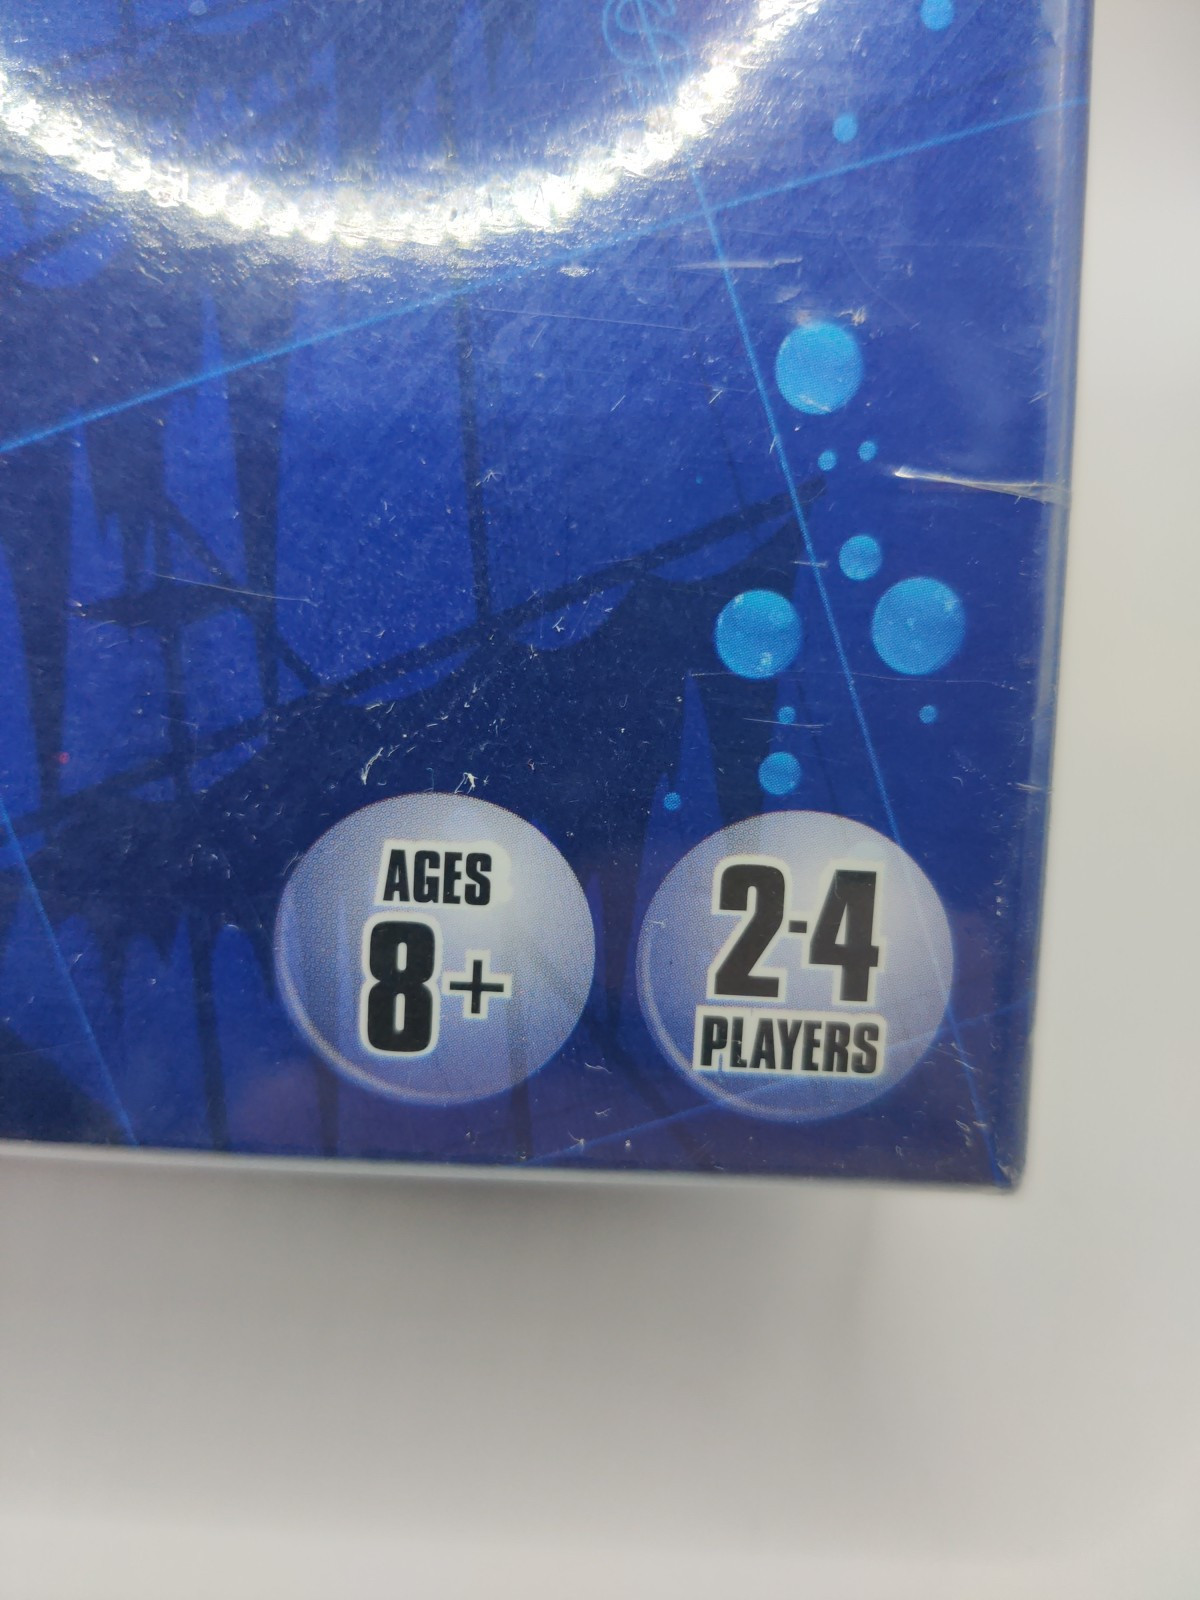 AGES
8+
2-4
PLAYERS